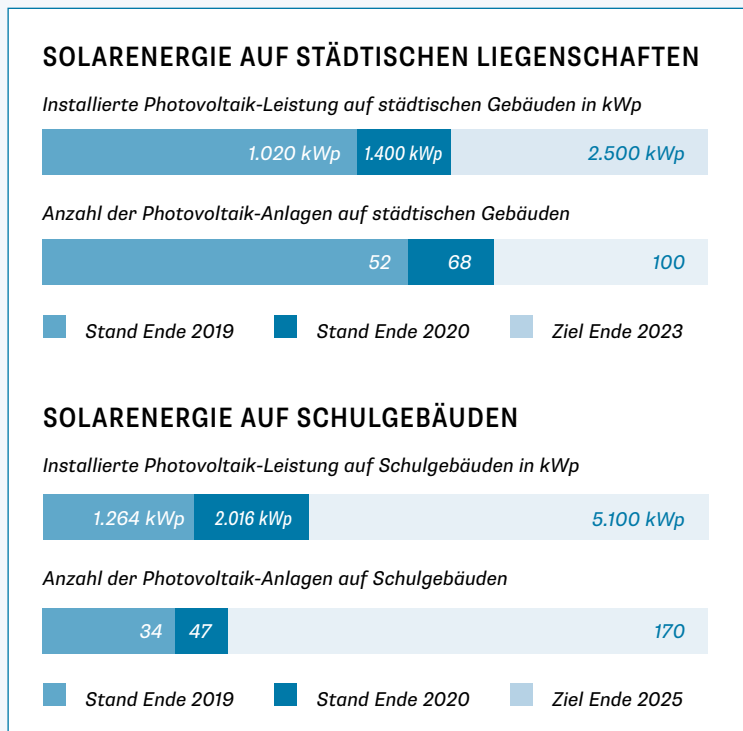 SOLARENERGIE AUF STÄDTISCHEN LIEGENSCHAFTEN
Installierte Photovoltaik-Leistung auf städtischen Gebäuden in kWp
1.020 kWp 1.400 kWp 2.500 kWp
Anzahl der Photovoltaik-Anlagen auf städtischen Gebäuden
52 68 100
Stand Ende 2019 Stand Ende 2020 Ziel Ende 2023
SOLARENERGIE AUF SCHULGEBÄUDEN
Installierte Photovoltaik-Leistung auf Schulgebäuden in kWp
1.264 kWp 2.016 kWp 5.100 kWp
Anzahl der Photovoltaik-Anlagen auf Schulgebäuden
34 47 170
Stand Ende 2019 Stand Ende 2020 Ziel Ende 2025